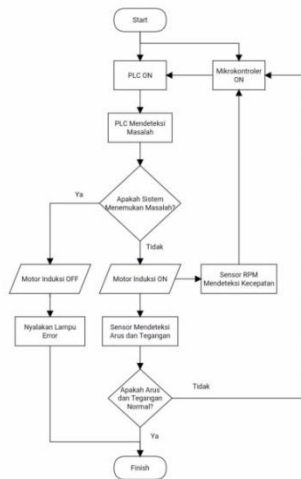 Start
PLC ON
Mikrokontroler
ON
PLC Mendeteksi
Masalah
Apakah Sistem
Menemukan Masalah?
Ya
Tidak
Motor Induksi OFF
Motor Induksi ON
Sensor RPM
Mendeteksi Kecepatan
Nyalakan Lampu
Error
Sensor Mendeteksi
Arus dan Tegangan
Apakah Arus
dan Tegangan
Normal?
Tidak
Ya
Finish